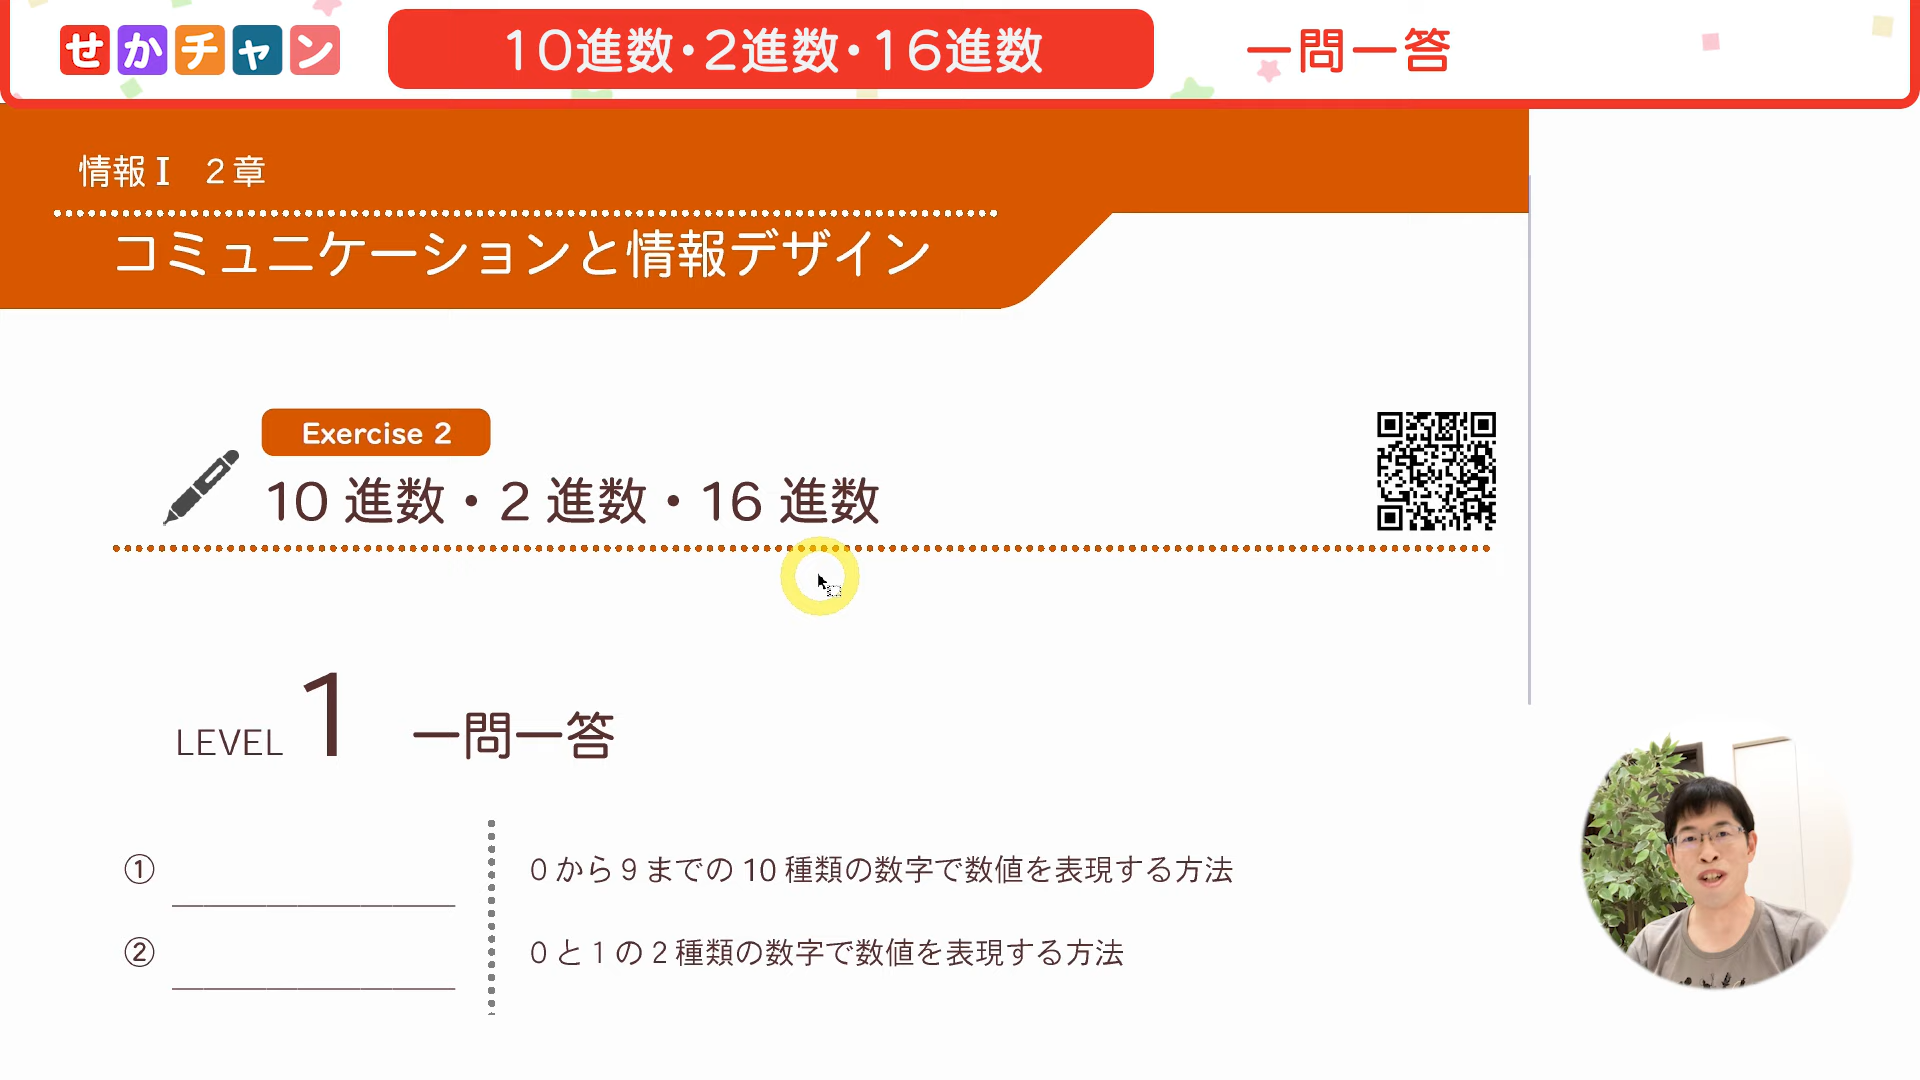 せかチャン
10進数・2進数・16進数
一問一答
情報Ⅰ 2章
コミュニケーションと情報デザイン
Exercise 2
10 進数・2 進数・16 進数
LEVEL 1 一問一答
① 0から9までの10種類の数字で数値を表現する方法
② 0と1の2種類の数字で数値を表現する方法